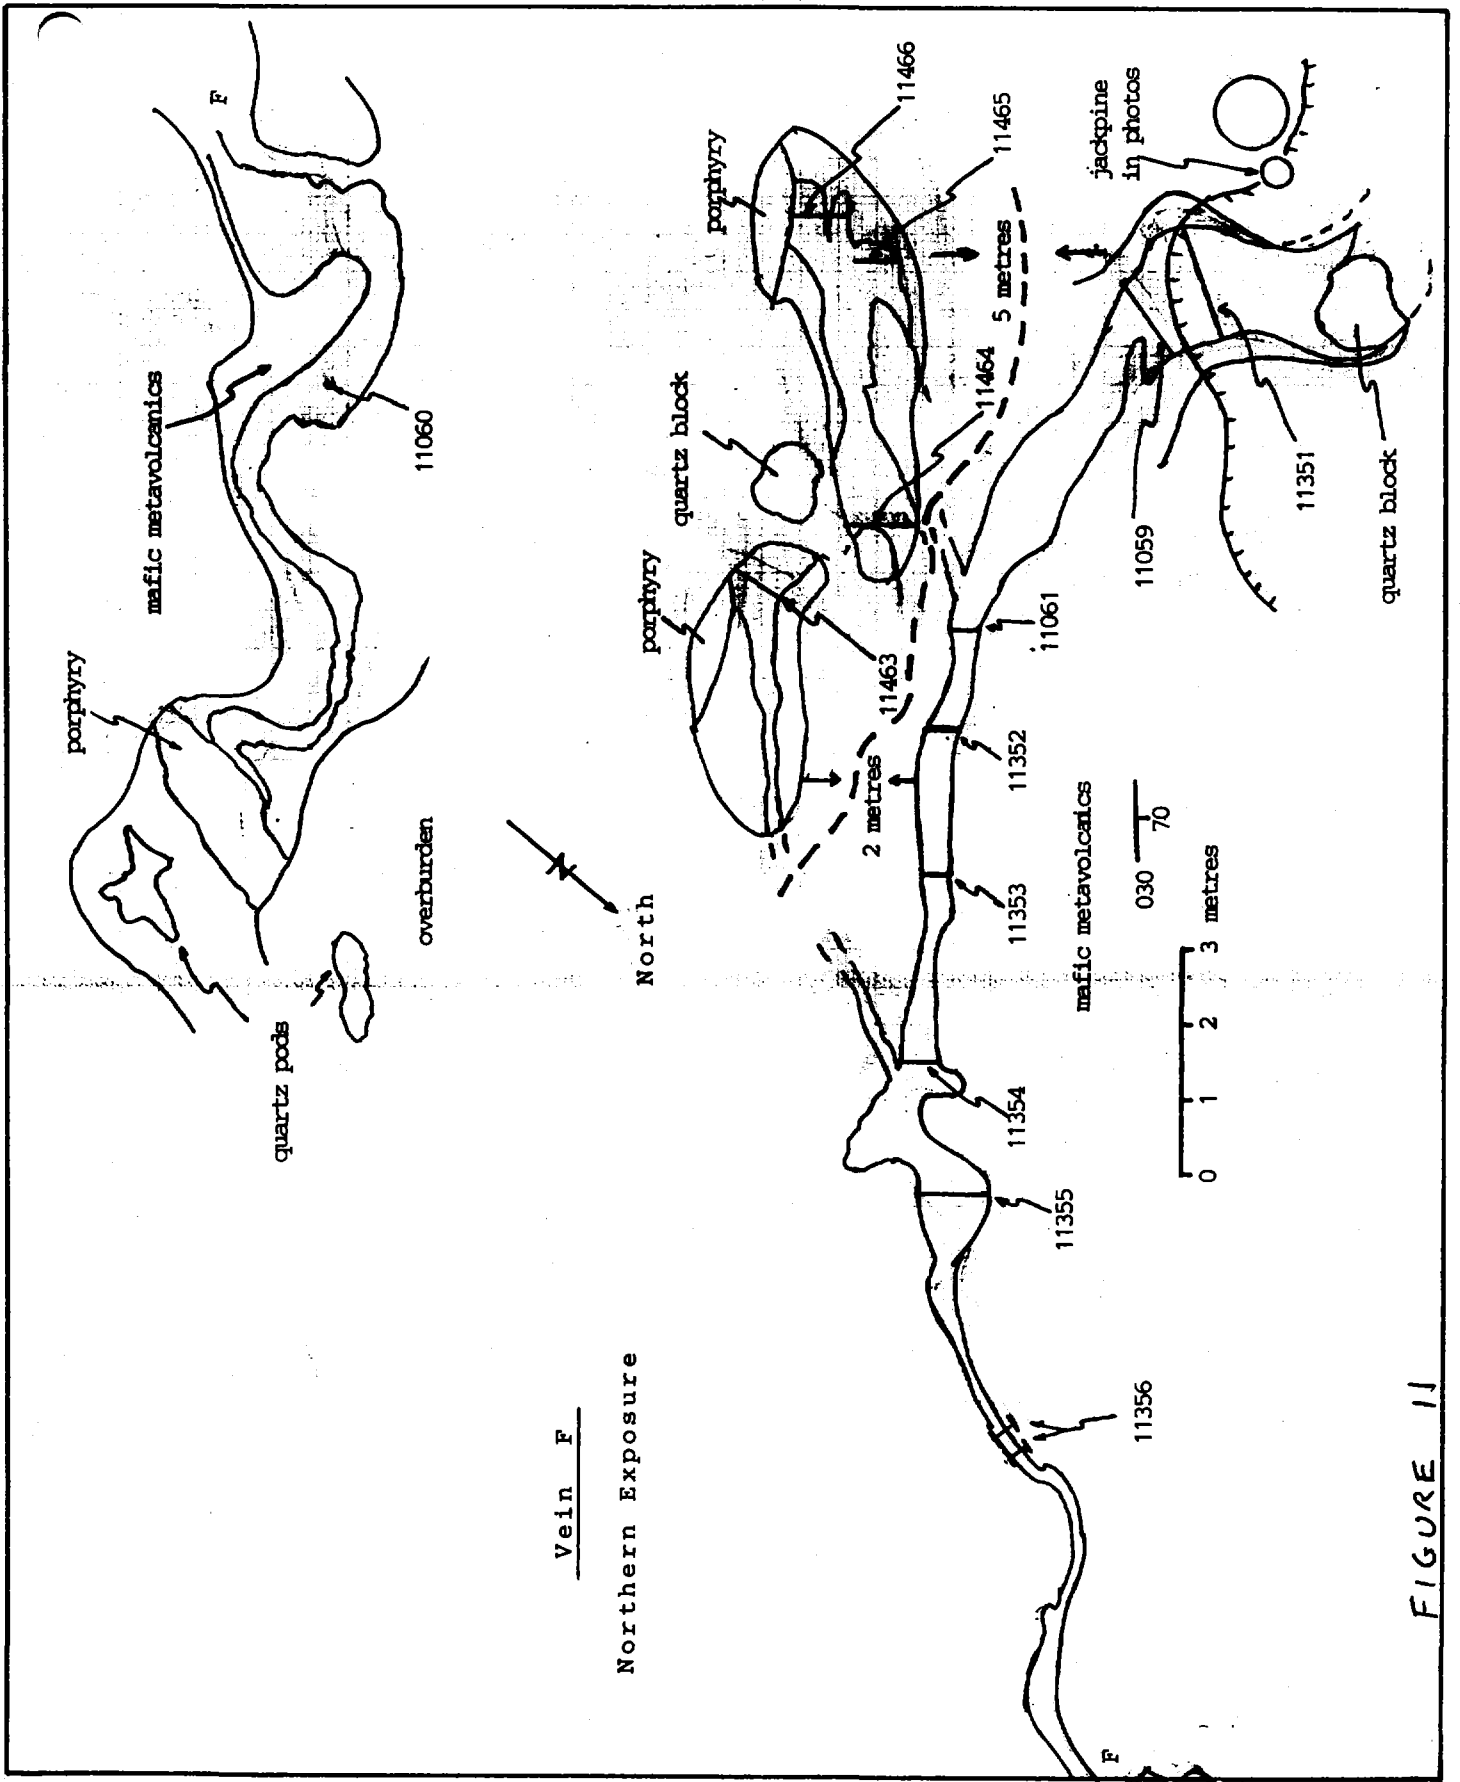 Vein F
Northern Exposure
quartz pods
porphyry
mafic metavolcanics
F
11060
overburden
North
porphyry
11463
quartz block
porphyry
11466
11465
11464
5 metres
2 metres
jackpine
in photos
11059
11351
quartz block
11061
11352
11353
11354
11355
11356
mafic metavolcanics
030
70
0 1 2 3 metres
F
FIGURE 11